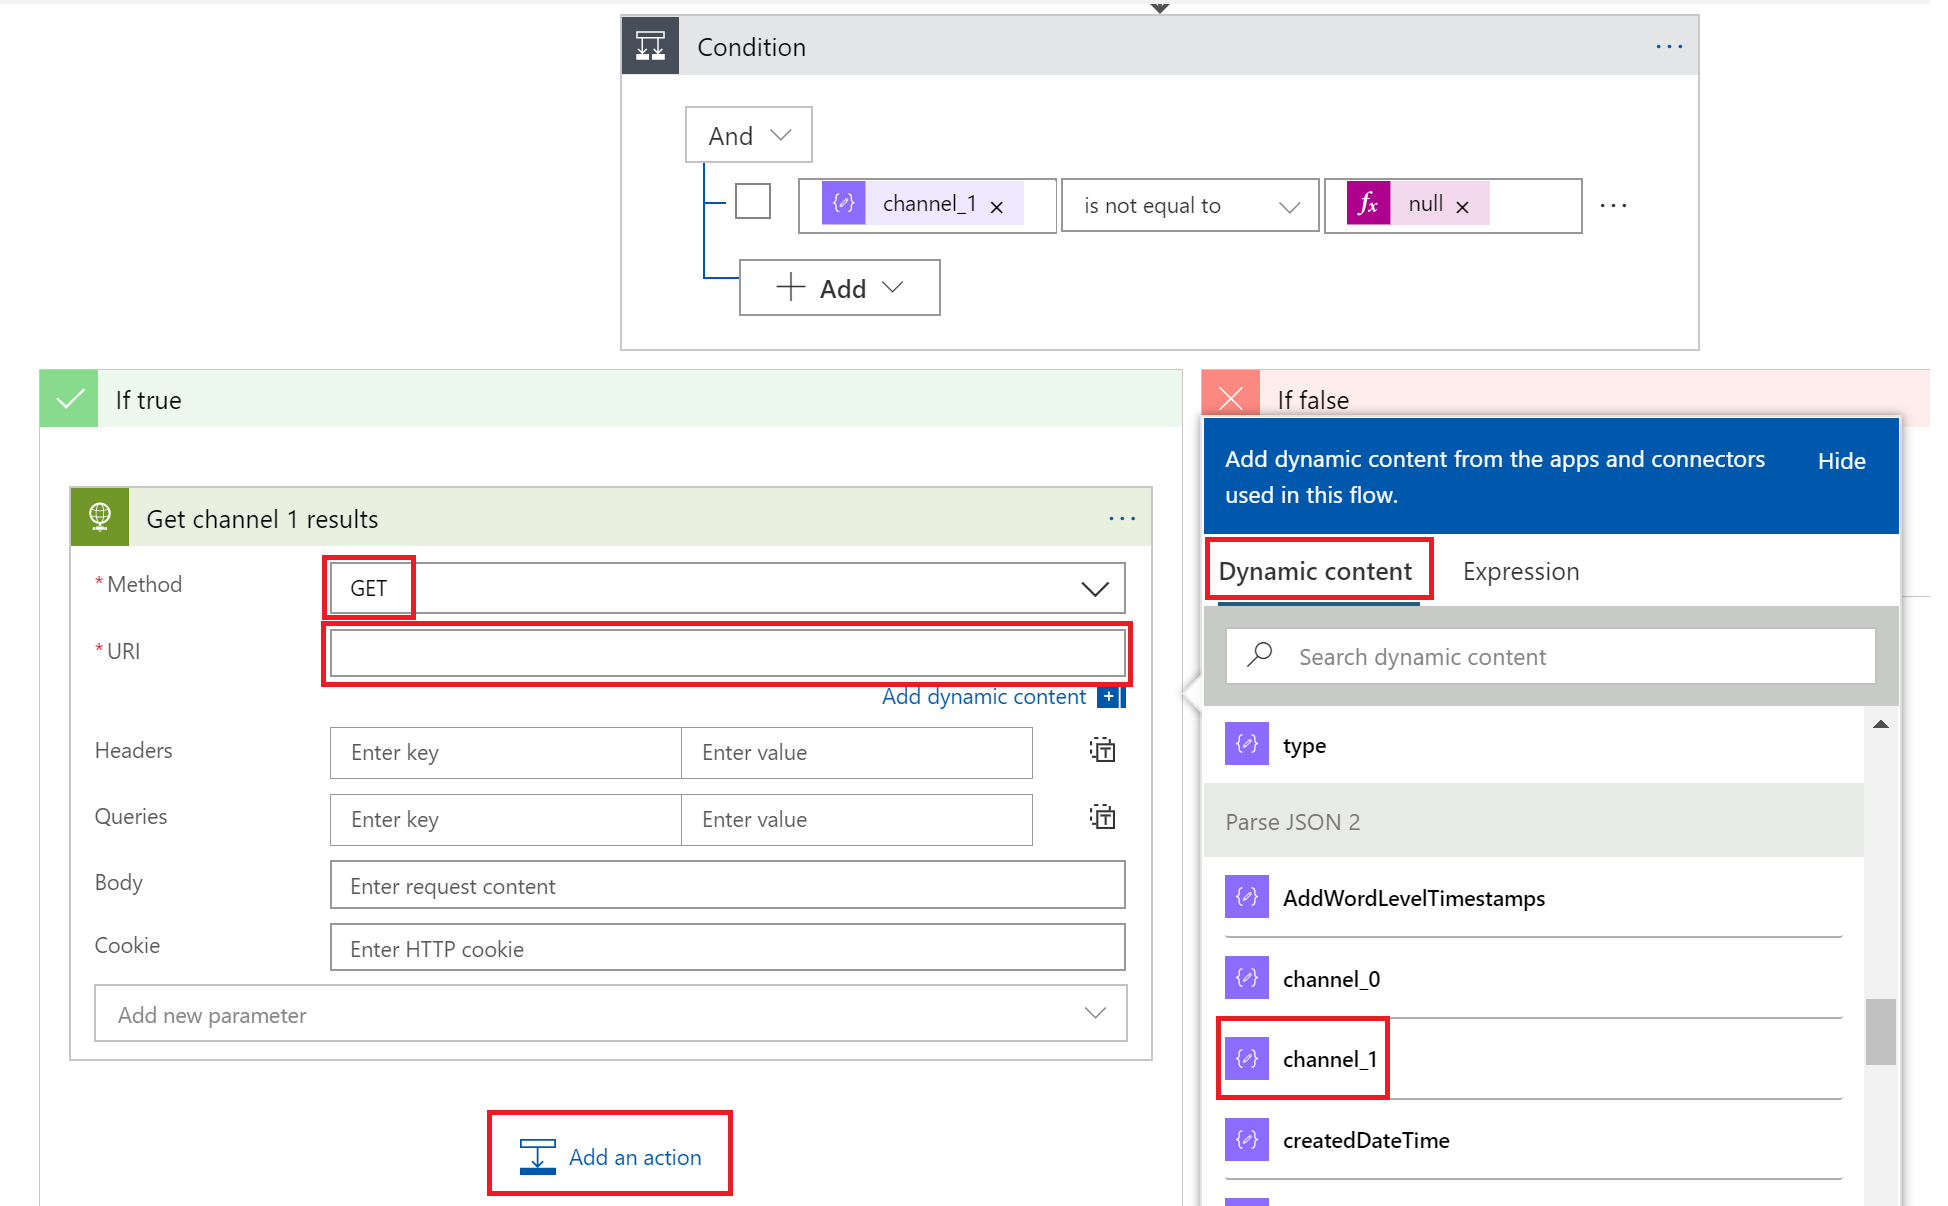 Condition
...
And
channel_1 ×
is not equal to
fx null ×
...
+ Add
If true
If false
Get channel 1 results
...
* Method
GET
* URI
Add dynamic content +
Headers
Enter key
Enter value
Queries
Enter key
Enter value
Body
Enter request content
Cookie
Enter HTTP cookie
Add new parameter
Add an action
Add dynamic content from the apps and connectors
used in this flow.
Hide
Dynamic content
Expression
Search dynamic content
type
Parse JSON 2
AddWordLevelTimestamps
channel_0
channel_1
createdDateTime